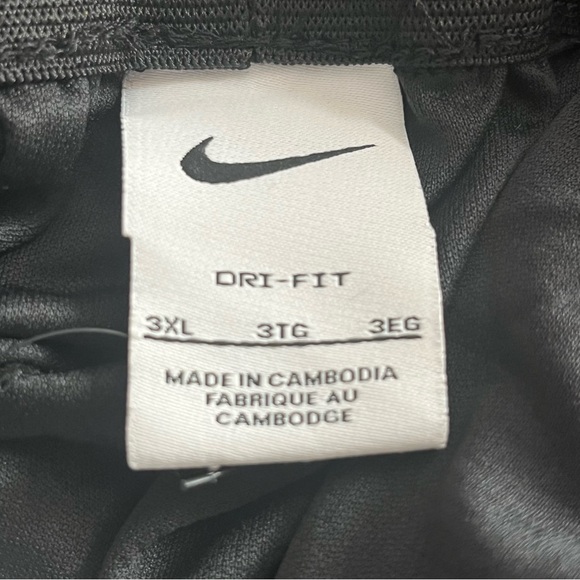 DRI-FIT
3XL 3TG 3EG
MADE IN CAMBODIA
FABRIQUE AU
CAMBODGE